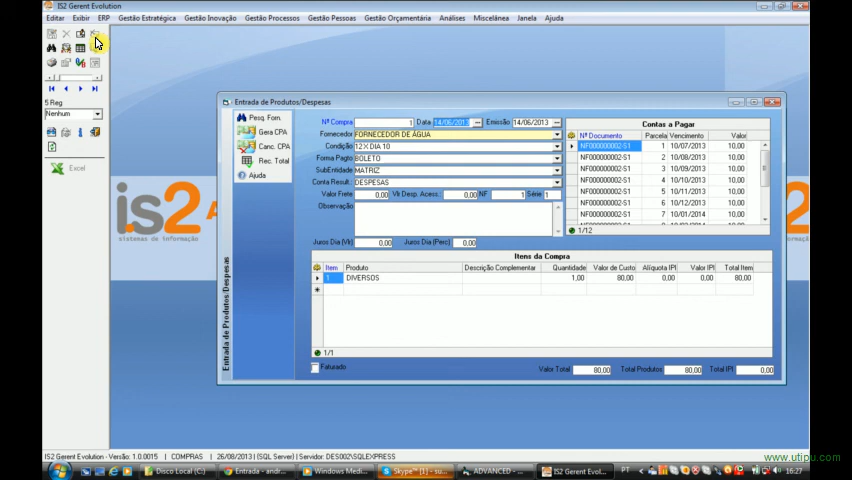 IS2 Gerent Evolution
Editar Exibir ERP Gestão Estratégica Gestão Inovação Gestão Processos Gestão Pessoas Gestão Orçamentária Análises Miscelânea Janela Ajuda
5 Reg
Nenhum
Excel
is2
sistemas de informação
Entrada de Produtos/Despesas
Entrada de Produtos/Despesas
Pesq. Forn.
Gera CPA
Canc. CPA
Rec. Total
Ajuda
Nº Compra 1 Data 14/06/2013 Emissão 14/06/2013
Fornecedor FORNECEDOR DE ÁGUA
Condição 12 X DIA 10
Forma Pagto BOLETO
SubEntidade MATRIZ
Conta Result.: DESPESAS
Valor Frete 0,00 Vlr Desp. Acess.: 0,00 NF 1 Série 1
Observação
Juros Dia (Vlr) 0,00 Juros Dia (Perc) 0,00
Contas a Pagar
Nº Documento Parcela Vencimento Valor
NF000000002-S1 1 10/07/2013 10,00
NF000000002-S1 2 10/08/2013 10,00
NF000000002-S1 3 10/09/2013 10,00
NF000000002-S1 4 10/10/2013 10,00
NF000000002-S1 5 10/11/2013 10,00
NF000000002-S1 6 10/12/2013 10,00
NF000000002-S1 7 10/01/2014 10,00
1/12
Itens da Compra
Item Produto Descrição Complementar Quantidade Valor de Custo Alíquota IPI Valor IPI Total Item
1 DIVERSOS 1,00 80,00 0,00 0,00 80,00
1/1
Faturado
Valor Total 80,00 Total Produtos 80,00 Total IPI 0,00
IS2 Gerent Evolution - Versão: 1.0.0015 | COMPRAS | 26/08/2013 | (SQL Server) | Servidor: DES002\SQLEXPRESS
www.utipu.com
Disco Local (C:) Entrada - andr... Windows Medi... Skype™ [1] - su... ADVANCED - ... IS2 Gerent Evol... PT 16:27